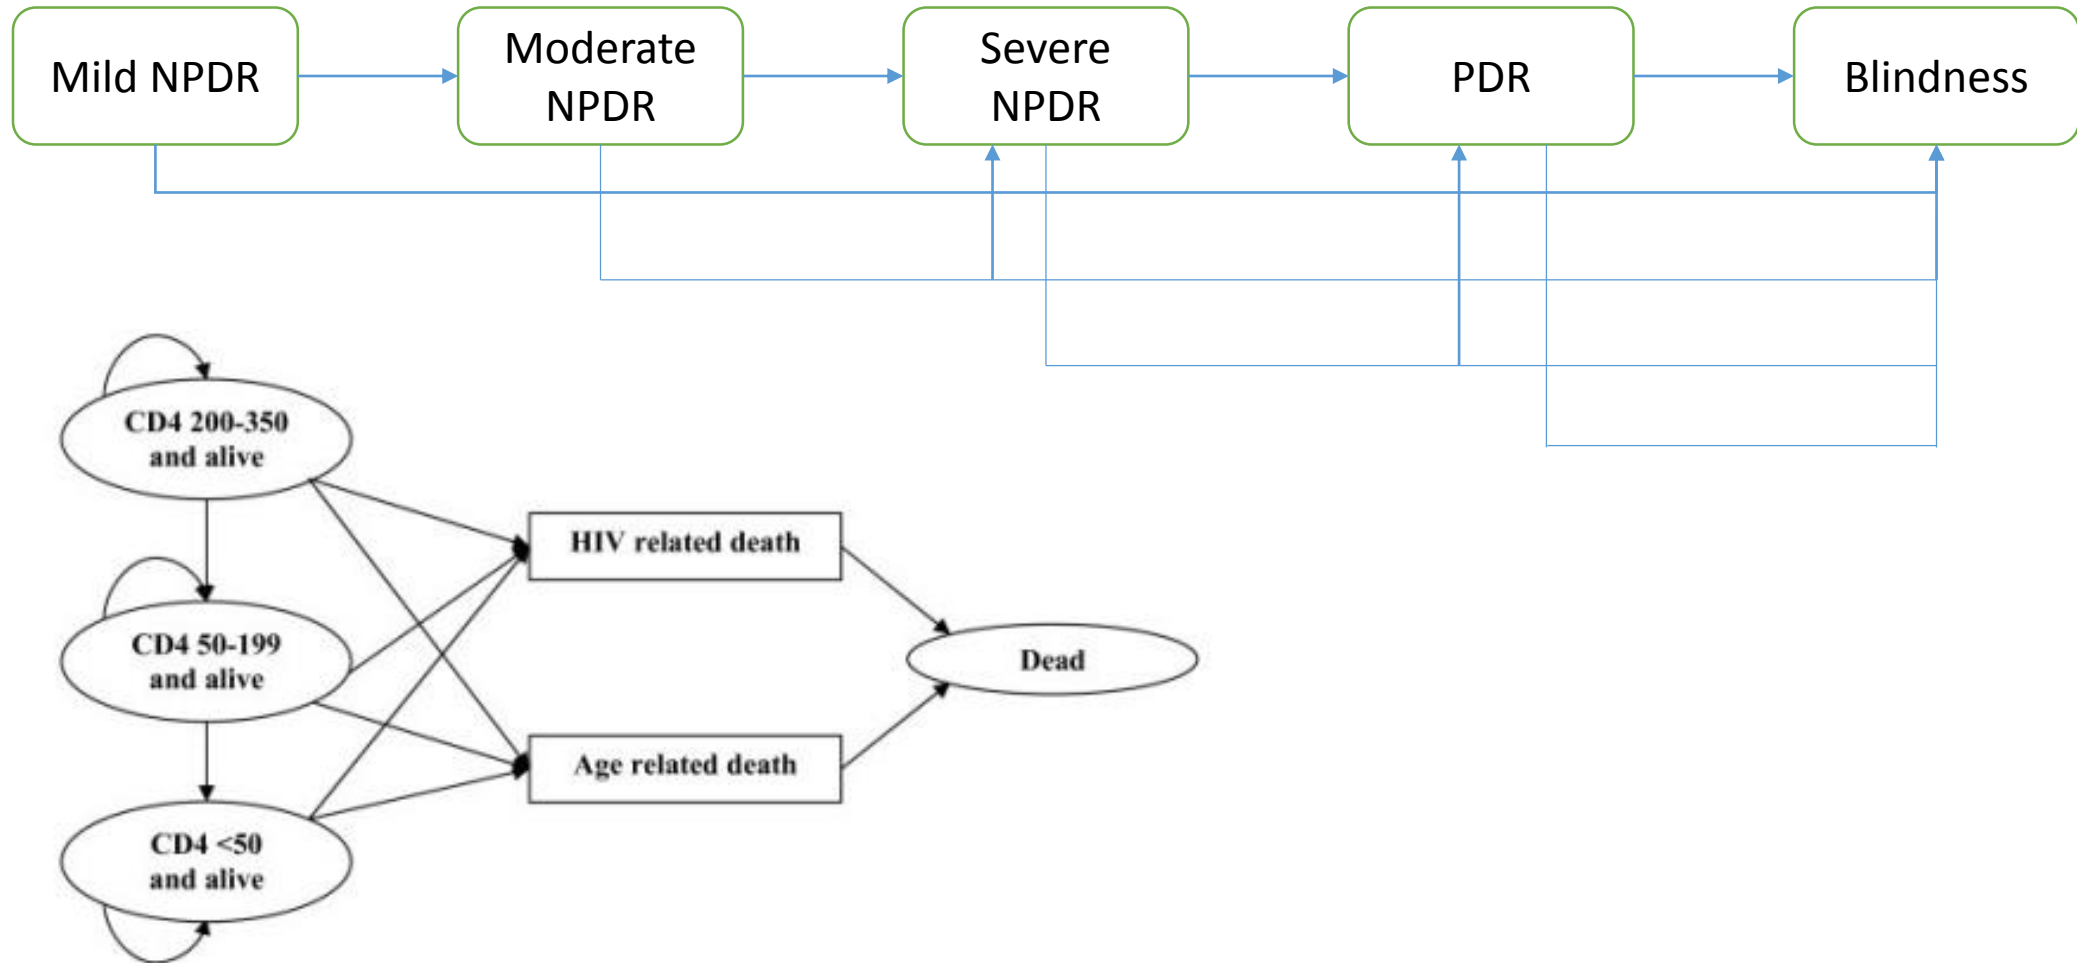 Mild NPDR
Moderate
NPDR
Severe
NPDR
PDR
Blindness
CD4 200-350
and alive
HIV related death
CD4 50-199
and alive
Dead
Age related death
CD4 <50
and alive